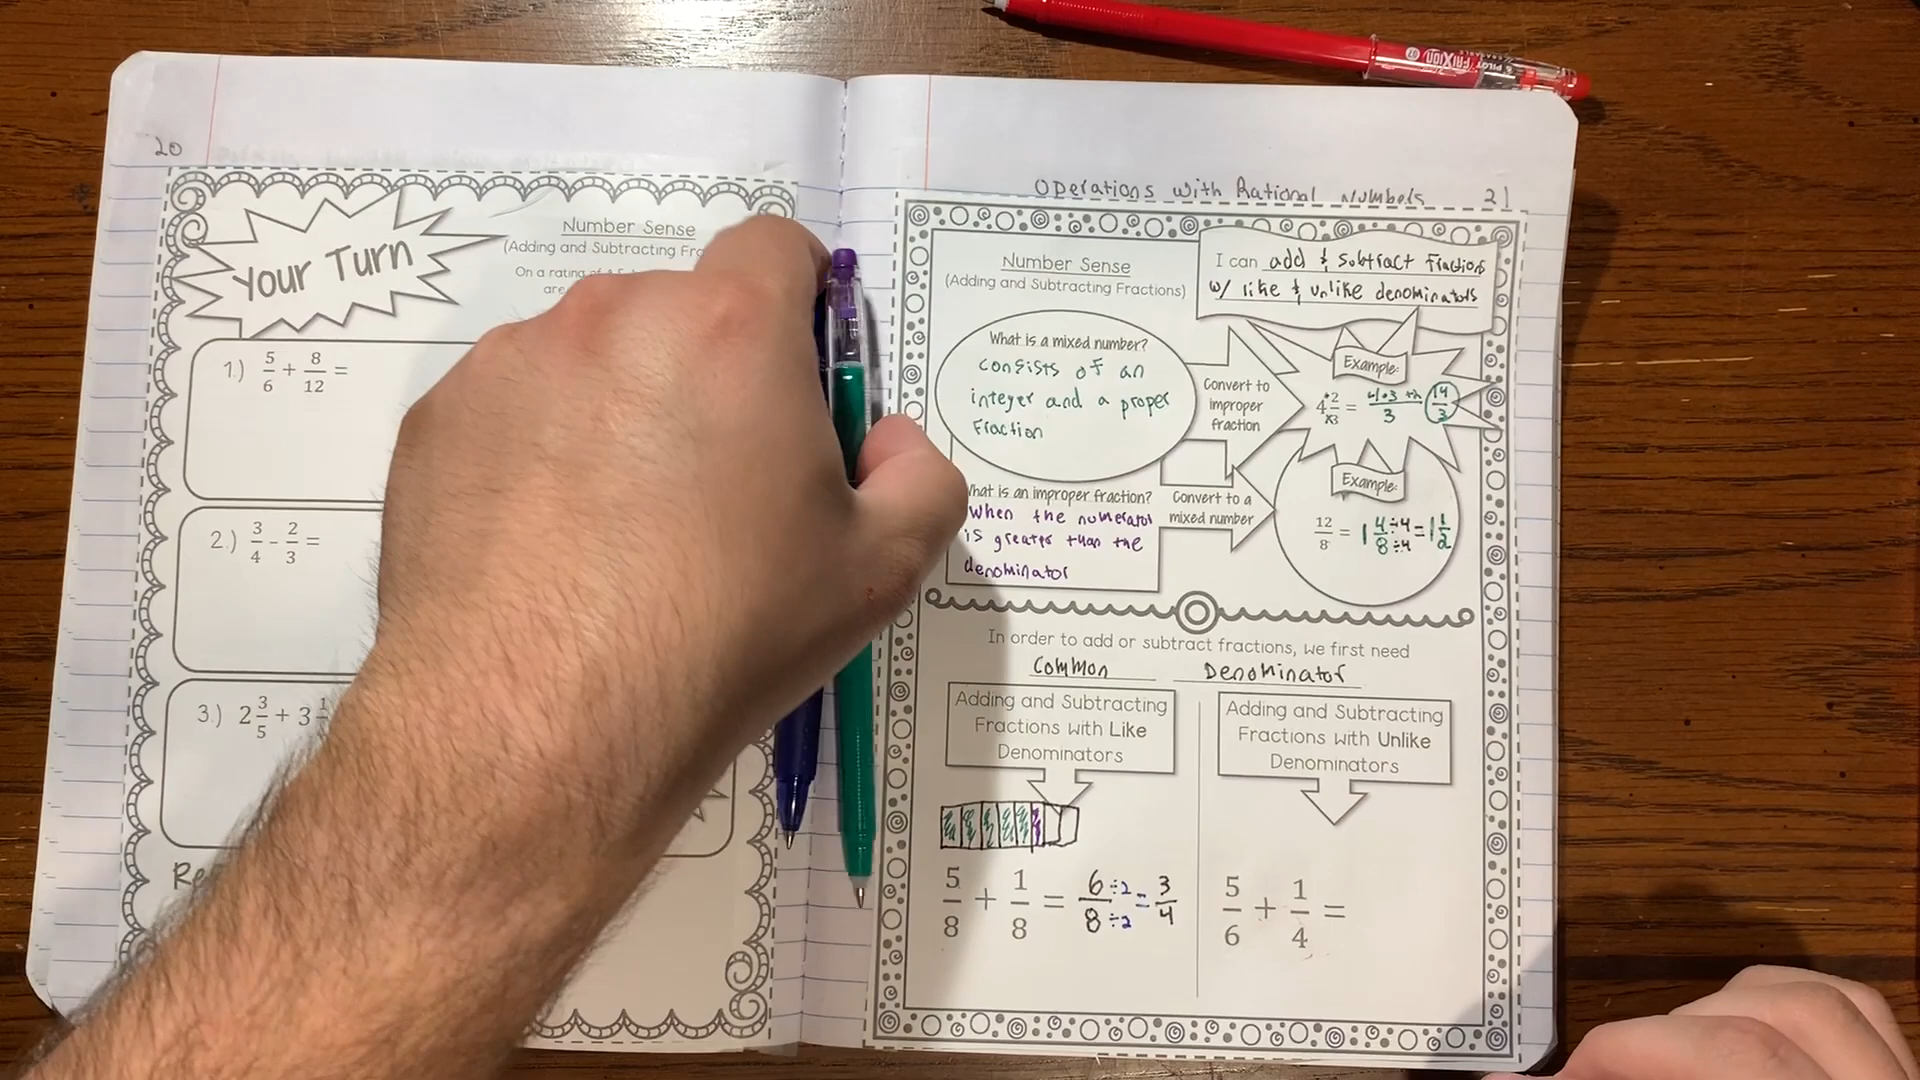 20
Your Turn
Number Sense
(Adding and Subtracting
On a rating of
are
1.) 5/6 + 8/12 =
2.) 3/4 - 2/3 =
3.) 2 3/5 + 3
Operations with Rational Numbers 21
Number Sense
(Adding and Subtracting Fractions)
I can add & subtract fractions
w/ like & unlike denominators
What is a mixed number?
consists of an
integer and a proper
fraction
Convert to
improper
fraction
Example:
4 +2/x3 = 4•3+2/3 14/3
What is an improper fraction?
When the numerator
is greater than the
denominator
Convert to a
mixed number
Example:
12/8 = 1 4÷4/8÷4 = 1 1/2
In order to add or subtract fractions, we first need
Common Denominator
Adding and Subtracting
Fractions with Like
Denominators
5/8 + 1/8 = 6÷2/8÷2 = 3/4
Adding and Subtracting
Fractions with Unlike
Denominators
5/6 + 1/4 =
PILOT FRIXION 07